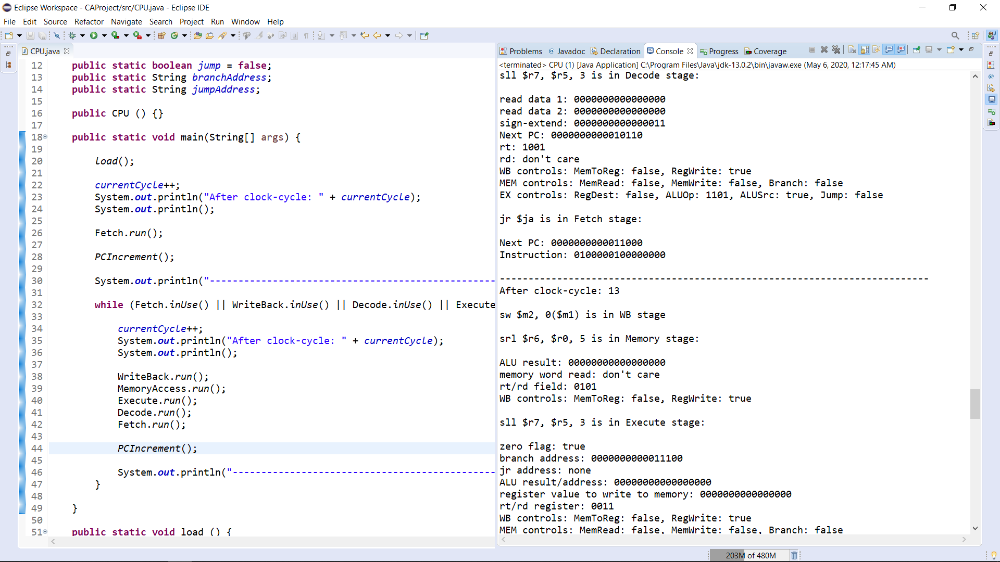 Eclipse Workspace - CAProject/src/CPU.java - Eclipse IDE
File Edit Source Refactor Navigate Search Project Run Window Help
CPU.java
12 public static boolean jump = false;
13 public static String branchAddress;
14 public static String jumpAddress;
15
16 public CPU () {}
17
18 public static void main(String[] args) {
19
20 load();
21
22 currentCycle++;
23 System.out.println("After clock-cycle: " + currentCycle);
24 System.out.println();
25
26 Fetch.run();
27
28 PCIncrement();
29
30 System.out.println("--------------------------------------------------
31
32 while (Fetch.inUse() || WriteBack.inUse() || Decode.inUse() || Execute
33
34 currentCycle++;
35 System.out.println("After clock-cycle: " + currentCycle);
36 System.out.println();
37
38 WriteBack.run();
39 MemoryAccess.run();
40 Execute.run();
41 Decode.run();
42 Fetch.run();
43
44 PCIncrement();
45
46 System.out.println("----------------------------------------------
47 }
48
49 }
50
51 public static void load () {
Problems @ Javadoc Declaration Console Progress Coverage
<terminated> CPU (1) [Java Application] C:\Program Files\Java\jdk-13.0.2\bin\javaw.exe (May 6, 2020, 12:17:45 AM)
sll $r7, $r5, 3 is in Decode stage:
read data 1: 0000000000000000
read data 2: 0000000000000000
sign-extend: 0000000000000011
Next PC: 0000000000010110
rt: 1001
rd: don't care
WB controls: MemToReg: false, RegWrite: true
MEM controls: MemRead: false, MemWrite: false, Branch: false
EX controls: RegDest: false, ALUOp: 1101, ALUSrc: true, Jump: false
jr $ja is in Fetch stage:
Next PC: 0000000000011000
Instruction: 0100000100000000
---------------------------------------------------------------------------
After clock-cycle: 13
sw $m2, 0($m1) is in WB stage
srl $r6, $r0, 5 is in Memory stage:
ALU result: 00000000000000000
memory word read: don't care
rt/rd field: 0101
WB controls: MemToReg: false, RegWrite: true
sll $r7, $r5, 3 is in Execute stage:
zero flag: true
branch address: 0000000000011100
jr address: none
ALU result/address: 00000000000000000
register value to write to memory: 0000000000000000
rt/rd register: 0011
WB controls: MemToReg: false, RegWrite: true
MEM controls: MemRead: false, MemWrite: false, Branch: false
203M of 480M